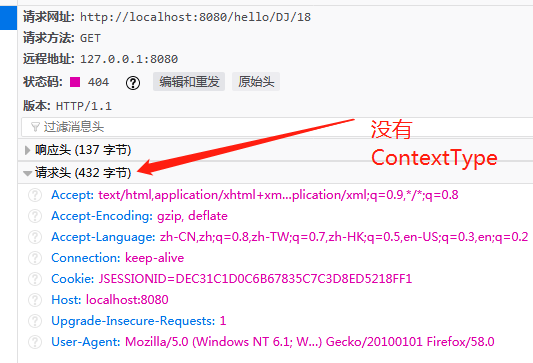 请求网址: http://localhost:8080/hello/DJ/18
请求方法: GET
远程地址: 127.0.0.1:8080
状态码: 404 ? 编辑和重发 原始头
版本: HTTP/1.1
过滤消息头
响应头 (137 字节)
没有
ContextType
请求头 (432 字节)
? Accept: text/html,application/xhtml+xm...plication/xml;q=0.9,*/*;q=0.8
? Accept-Encoding: gzip, deflate
? Accept-Language: zh-CN,zh;q=0.8,zh-TW;q=0.7,zh-HK;q=0.5,en-US;q=0.3,en;q=0.2
? Connection: keep-alive
? Cookie: JSESSIONID=DEC31C1D0C6B67835C7C3D8ED5218FF1
? Host: localhost:8080
? Upgrade-Insecure-Requests: 1
? User-Agent: Mozilla/5.0 (Windows NT 6.1; W...) Gecko/20100101 Firefox/58.0